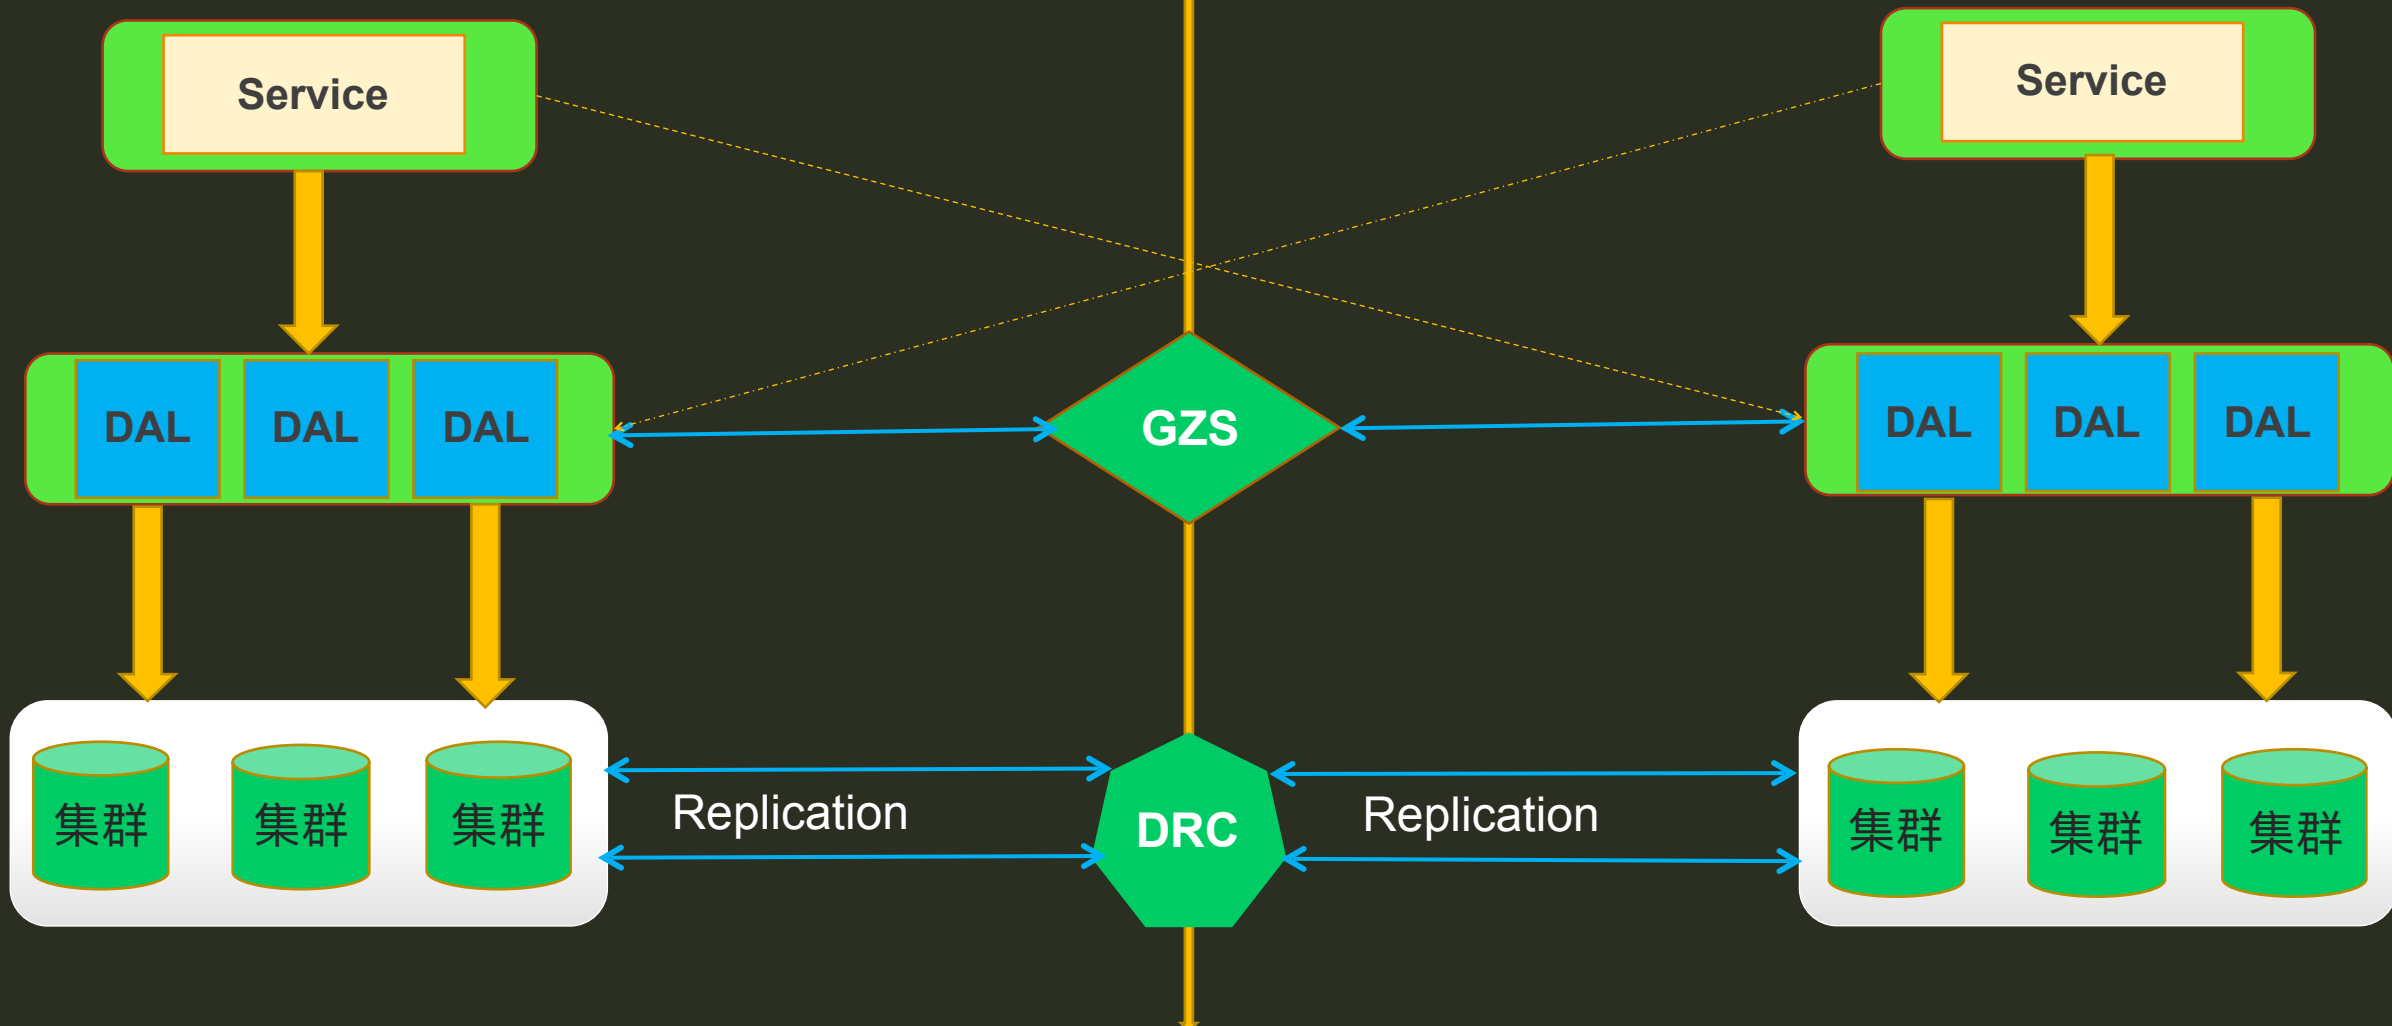 Service
Service
DAL
DAL
DAL
GZS
DAL
DAL
DAL
集群
集群
集群
Replication
DRC
Replication
集群
集群
集群